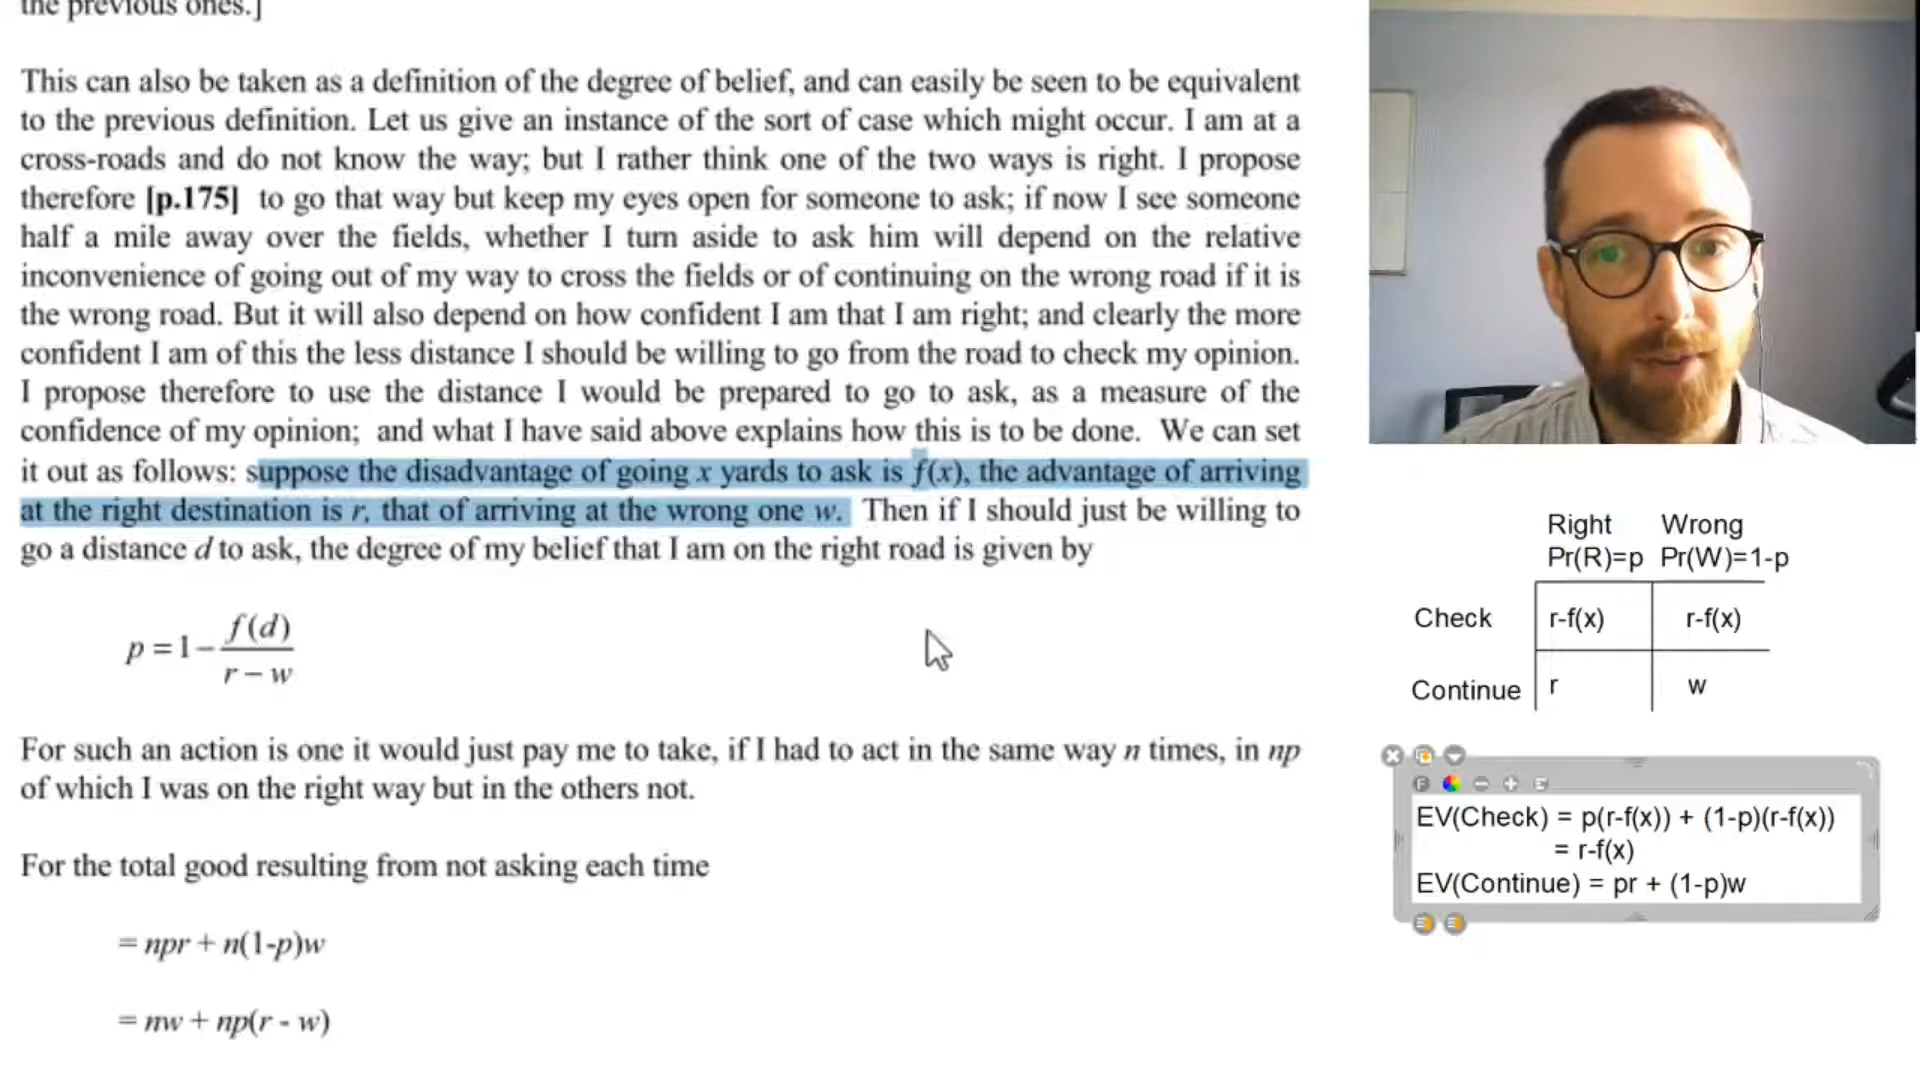 the previous ones.]
This can also be taken as a definition of the degree of belief, and can easily be seen to be equivalent
to the previous definition. Let us give an instance of the sort of case which might occur. I am at a
cross-roads and do not know the way; but I rather think one of the two ways is right. I propose
therefore [p.175] to go that way but keep my eyes open for someone to ask; if now I see someone
half a mile away over the fields, whether I turn aside to ask him will depend on the relative
inconvenience of going out of my way to cross the fields or of continuing on the wrong road if it is
the wrong road. But it will also depend on how confident I am that I am right; and clearly the more
confident I am of this the less distance I should be willing to go from the road to check my opinion.
I propose therefore to use the distance I would be prepared to go to ask, as a measure of the
confidence of my opinion; and what I have said above explains how this is to be done. We can set
it out as follows: suppose the disadvantage of going x yards to ask is f(x), the advantage of arriving
at the right destination is r, that of arriving at the wrong one w. Then if I should just be willing to
go a distance d to ask, the degree of my belief that I am on the right road is given by
p = 1 – f(d)
r – w
For such an action is one it would just pay me to take, if I had to act in the same way n times, in np
of which I was on the right way but in the others not.
For the total good resulting from not asking each time
= npr + n(1-p)w
= nw + np(r - w)
Right Wrong
Pr(R)=p Pr(W)=1-p
Check r-f(x) r-f(x)
Continue r w
EV(Check) = p(r-f(x)) + (1-p)(r-f(x))
= r-f(x)
EV(Continue) = pr + (1-p)w